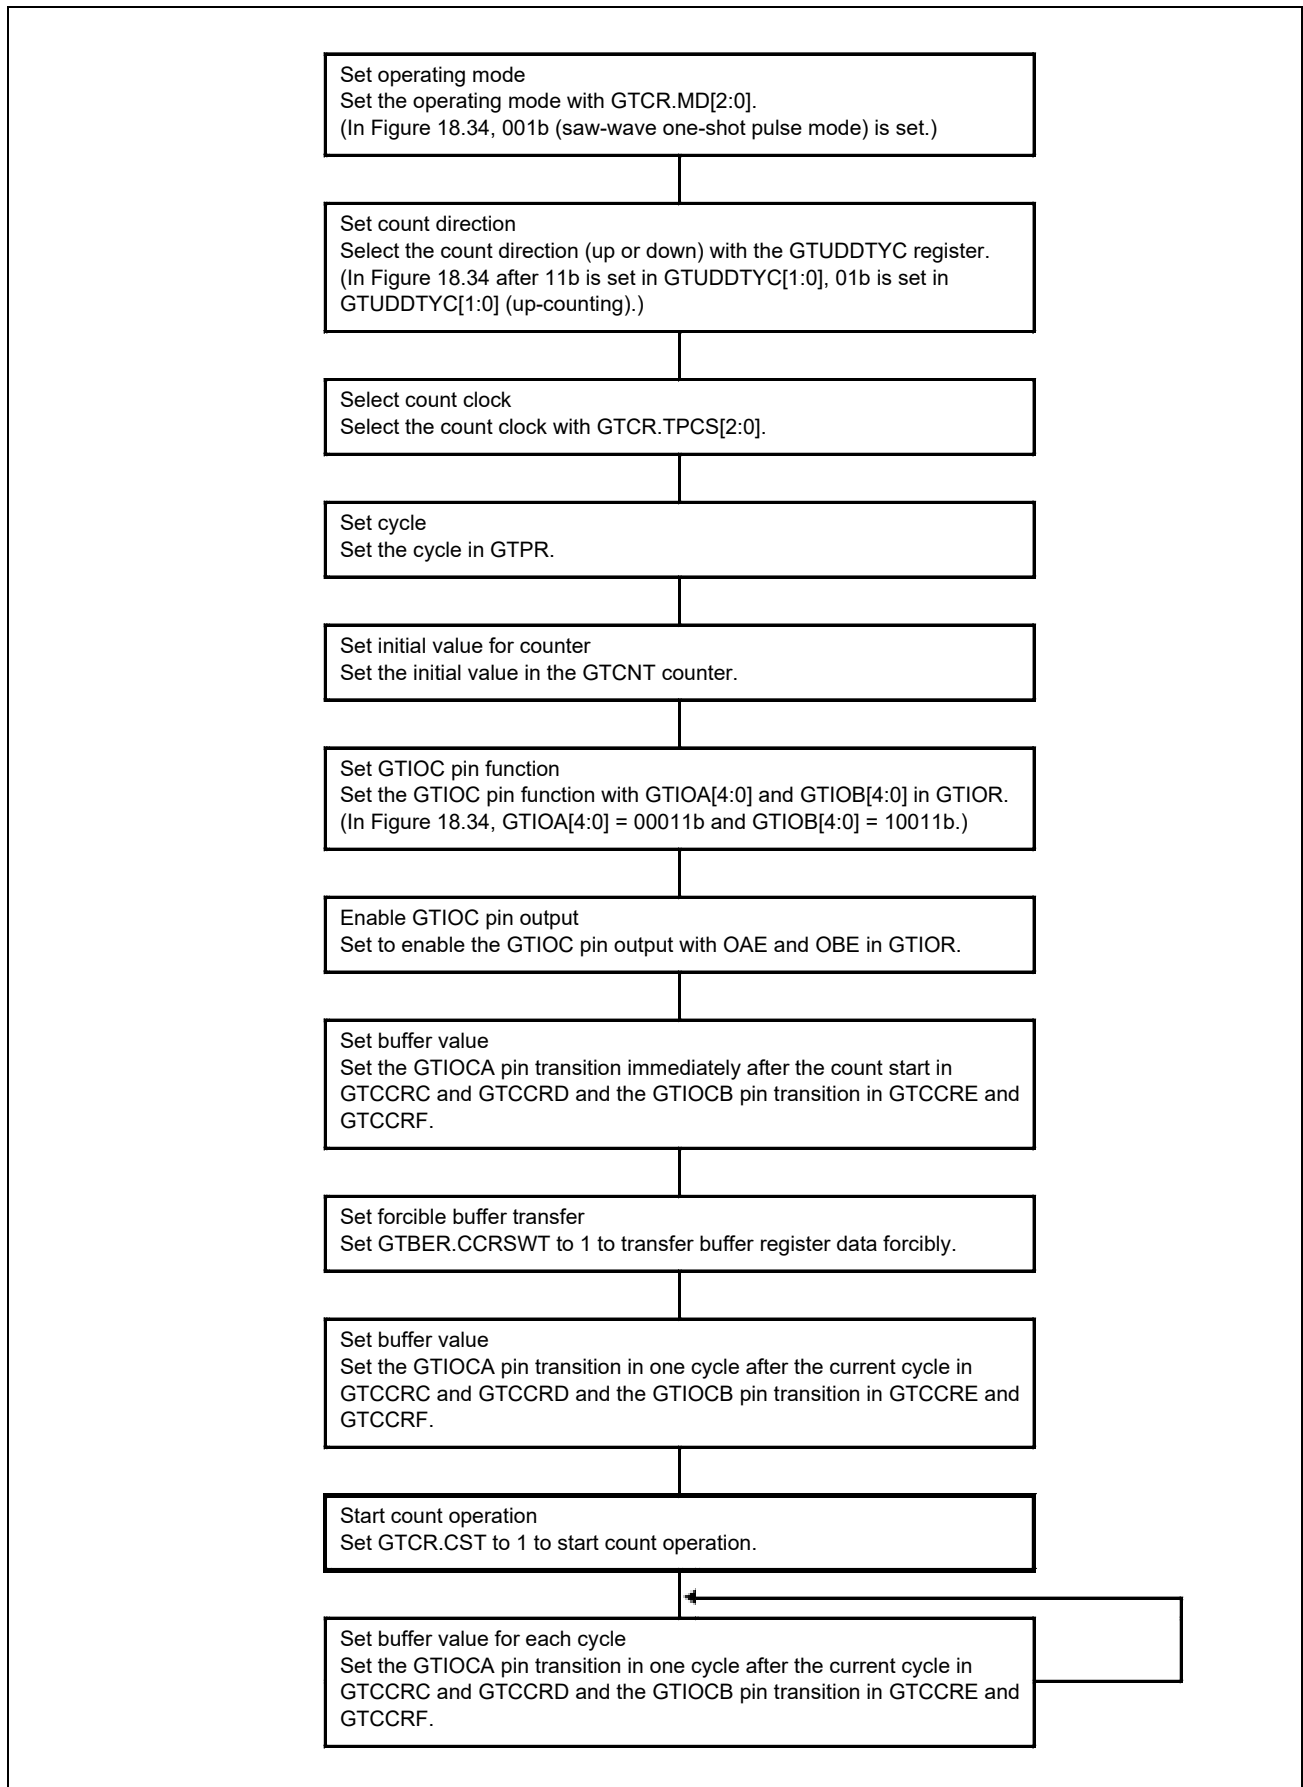 Set operating mode
Set the operating mode with GTCR.MD[2:0].
(In Figure 18.34, 001b (saw-wave one-shot pulse mode) is set.)
Set count direction
Select the count direction (up or down) with the GTUDDTYC register.
(In Figure 18.34 after 11b is set in GTUDDTYC[1:0], 01b is set in
GTUDDTYC[1:0] (up-counting).)
Select count clock
Select the count clock with GTCR.TPCS[2:0].
Set cycle
Set the cycle in GTPR.
Set initial value for counter
Set the initial value in the GTCNT counter.
Set GTIOC pin function
Set the GTIOC pin function with GTIOA[4:0] and GTIOB[4:0] in GTIOR.
(In Figure 18.34, GTIOA[4:0] = 00011b and GTIOB[4:0] = 10011b.)
Enable GTIOC pin output
Set to enable the GTIOC pin output with OAE and OBE in GTIOR.
Set buffer value
Set the GTIOCA pin transition immediately after the count start in
GTCCRC and GTCCRD and the GTIOCB pin transition in GTCCRE and
GTCCRF.
Set forcible buffer transfer
Set GTBER.CCRSWT to 1 to transfer buffer register data forcibly.
Set buffer value
Set the GTIOCA pin transition in one cycle after the current cycle in
GTCCRC and GTCCRD and the GTIOCB pin transition in GTCCRE and
GTCCRF.
Start count operation
Set GTCR.CST to 1 to start count operation.
Set buffer value for each cycle
Set the GTIOCA pin transition in one cycle after the current cycle in
GTCCRC and GTCCRD and the GTIOCB pin transition in GTCCRE and
GTCCRF.